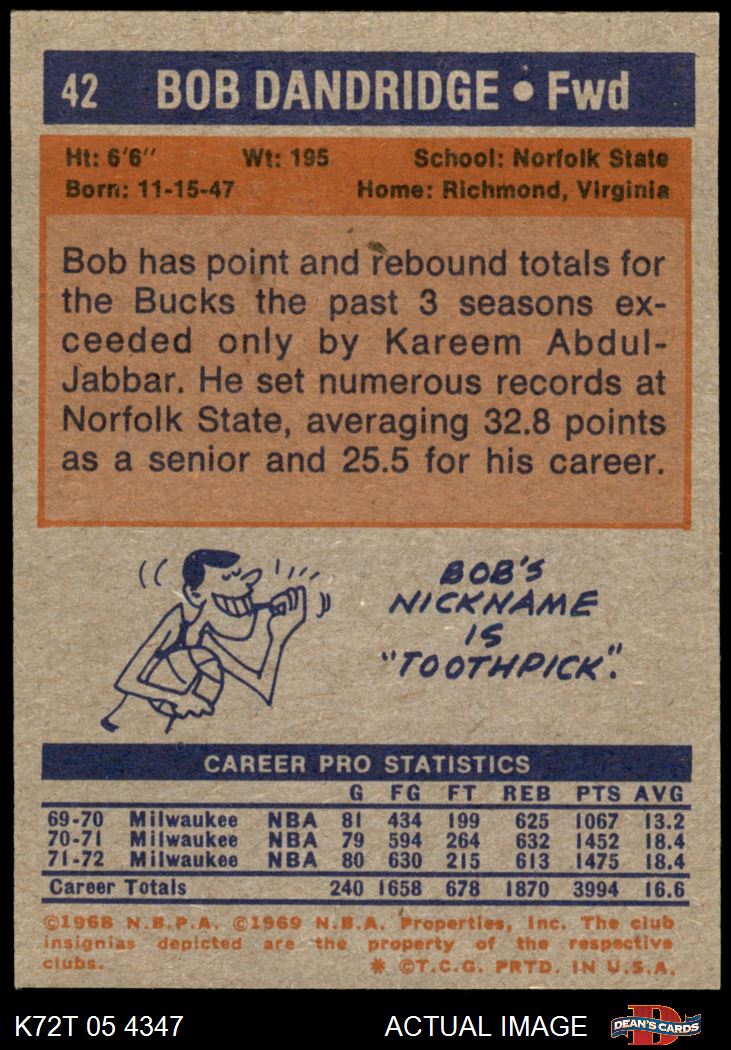 42 BOB DANDRIDGE • Fwd
Ht: 6'6" Wt: 195 School: Norfolk State
Born: 11-15-47 Home: Richmond, Virginia
Bob has point and rebound totals for
the Bucks the past 3 seasons ex-
ceeded only by Kareem Abdul-
Jabbar. He set numerous records at
Norfolk State, averaging 32.8 points
as a senior and 25.5 for his career.
BOB'S
NICKNAME
IS
"TOOTHPICK".
CAREER PRO STATISTICS
G FG FT REB PTS AVG
69-70 Milwaukee NBA 81 434 199 625 1067 13.2
70-71 Milwaukee NBA 79 594 264 632 1452 18.4
71-72 Milwaukee NBA 80 630 215 613 1475 18.4
Career Totals 240 1658 678 1870 3994 16.6
©1968 N.B.P.A. ©1969 N.B.A. Properties, Inc. The club
insignias depicted are the property of the respective
clubs. * ©T.C.G. PRTD. IN U.S.A.
K72T 05 4347 ACTUAL IMAGE D DEAN'S CARDS